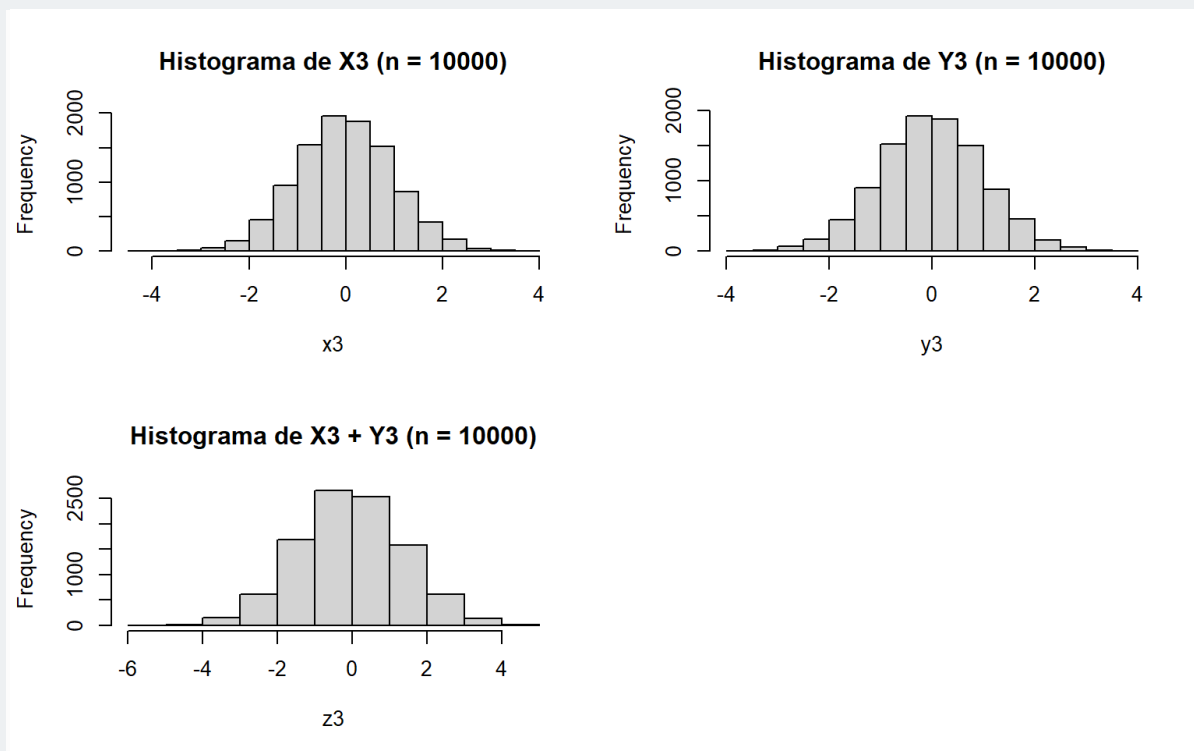 Histograma de X3 (n = 10000)
Frequency
0 1000 2000
-4 -2 0 2 4
x3
Histograma de Y3 (n = 10000)
Frequency
0 1000 2000
-4 -2 0 2 4
y3
Histograma de X3 + Y3 (n = 10000)
Frequency
0 1000 2500
-6 -4 -2 0 2 4
z3